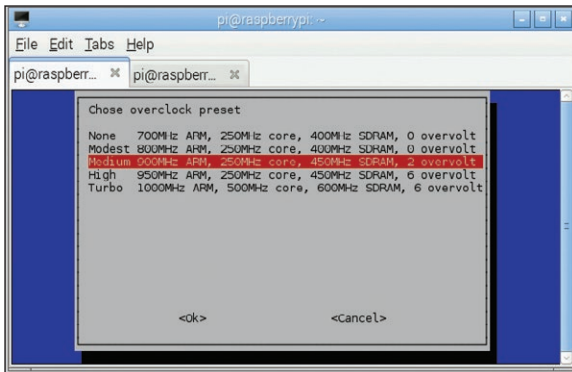 pi@raspberrypi: ~
File Edit Tabs Help
pi@raspberr... pi@raspberr...
Chose overclock preset
None 700MHz ARM, 250MHz core, 400MHz SDRAM, 0 overvolt
Modest 800MHz ARM, 250MHz core, 400MHz SDRAM, 0 overvolt
Medium 900MHz ARM, 250MHz core, 450MHz SDRAM, 2 overvolt
High 950MHz ARM, 250MHz core, 450MHz SDRAM, 6 overvolt
Turbo 1000MHz ARM, 500MHz core, 600MHz SDRAM, 6 overvolt
<Ok> <Cancel>